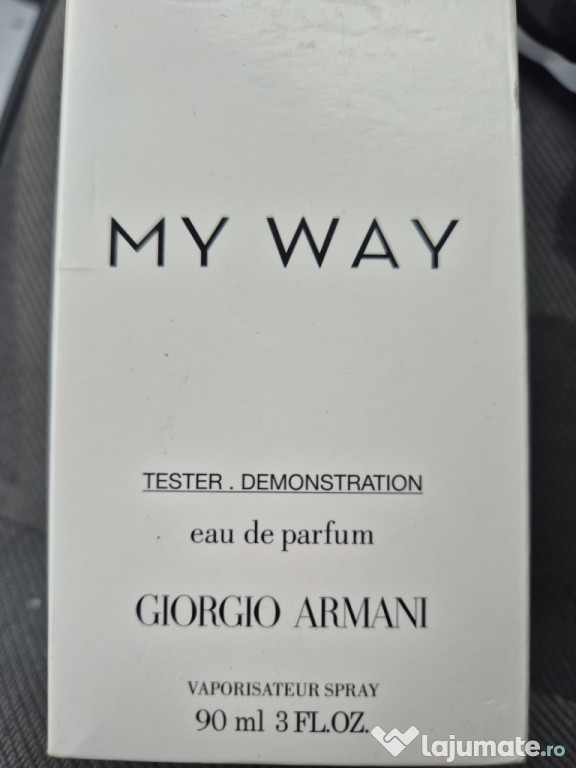 MY WAY
TESTER . DEMONSTRATION
eau de parfum
GIORGIO ARMANI
VAPORISATEUR SPRAY
90 ml 3 FL.OZ.
lajumate.ro